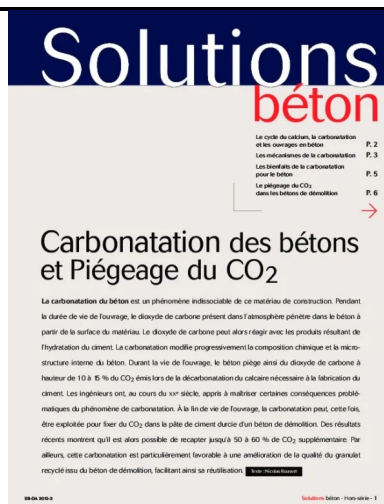 Solutions
béton
Le cycle du calcium, la carbonatation
et les ouvrages en béton P. 2
Les mécanismes de la carbonatation P. 3
Les bienfaits de la carbonatation
pour le béton P. 5
Le piégeage du CO2
dans les bétons de démolition P. 6
Carbonatation des bétons
et Piégeage du CO2
La carbonatation du béton est un phénomène indissociable de ce matériau de construction. Pendant
la durée de vie de l'ouvrage, le dioxyde de carbone présent dans l'atmosphère pénètre dans le béton à
partir de la surface du matériau. Le dioxyde de carbone peut alors réagir avec les produits résultant de
l'hydratation du ciment. La carbonatation modifie progressivement la composition chimique et la micro-
structure interne du béton. Durant la vie de l'ouvrage, le béton piège ainsi du dioxyde de carbone à
hauteur de 10 à 15 % du CO2 émis lors de la décarbonatation du calcaire nécessaire à la fabrication du
ciment. Les ingénieurs ont, au cours du XXe siècle, appris à maîtriser certaines conséquences problé-
matiques du phénomène de carbonatation. À la fin de vie de l'ouvrage, la carbonatation peut, cette fois,
être exploitée pour fixer du CO2 dans la pâte de ciment durcie d'un béton de démolition. Des résultats
récents montrent qu'il est alors possible de recapter jusqu'à 50 à 60 % de CO2 supplémentaire. Par
ailleurs, cette carbonatation est particulièrement favorable à une amélioration de la qualité du granulat
recyclé issu du béton de démolition, facilitant ainsi sa réutilisation. Texte : Nicolas Roussel
Solutions béton - Hors-série - 1